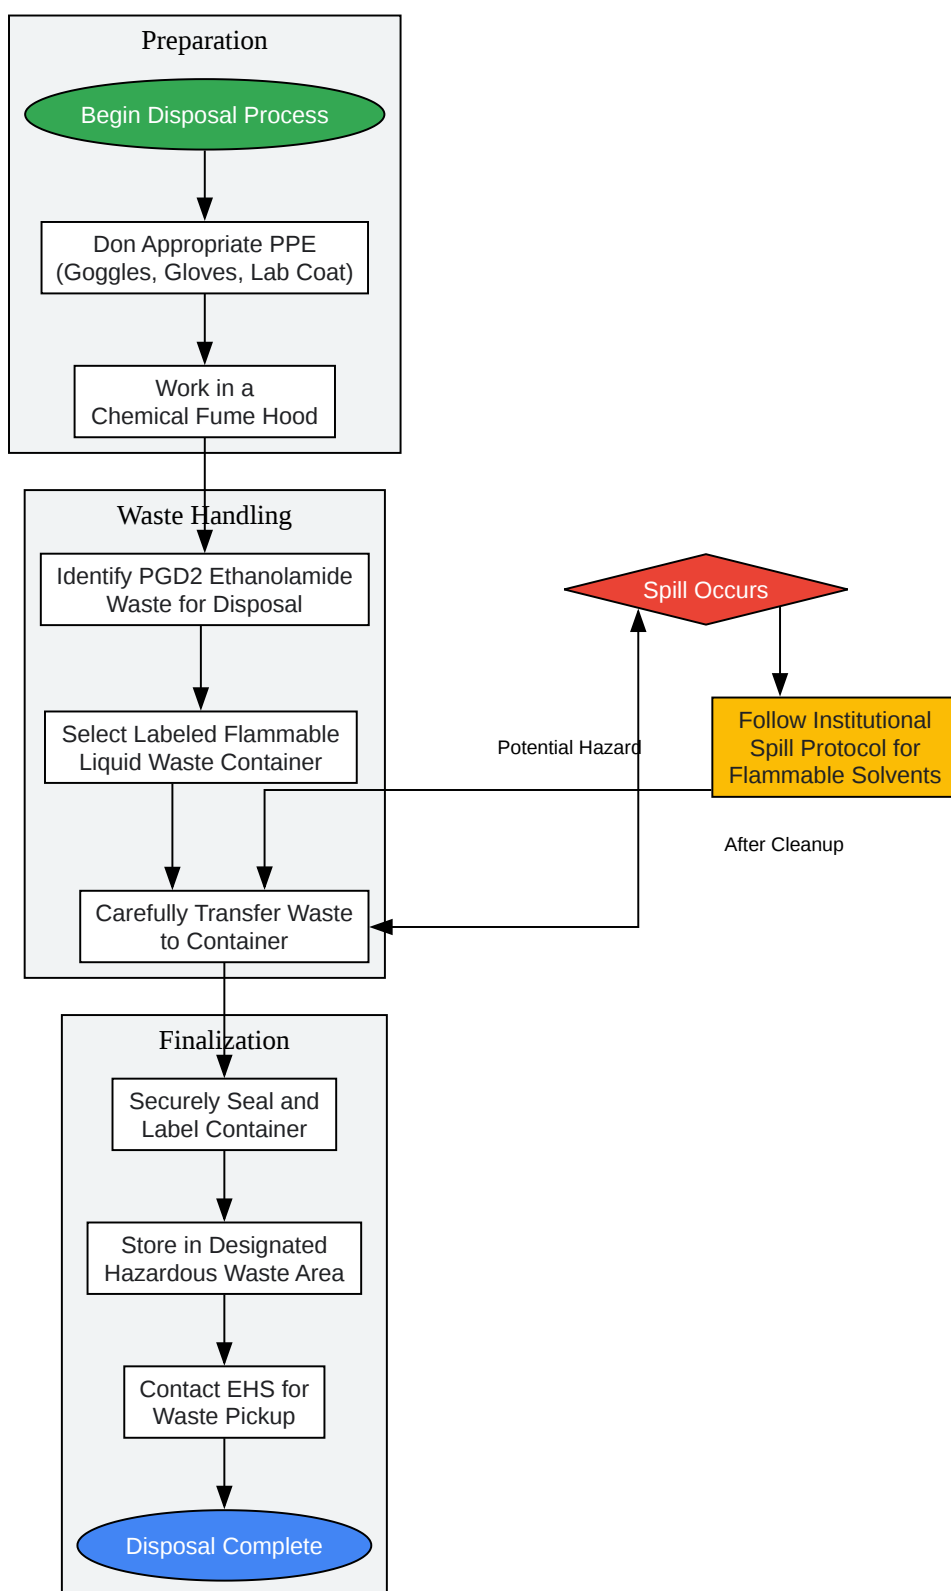 Preparation
Begin Disposal Process
Don Appropriate PPE
(Goggles, Gloves, Lab Coat)
Work in a
Chemical Fume Hood
Waste Handling
Identify PGD2 Ethanolamide
Waste for Disposal
Spill Occurs
Select Labeled Flammable
Liquid Waste Container
Potential Hazard
Follow Institutional
Spill Protocol for
Flammable Solvents
After Cleanup
Carefully Transfer Waste
to Container
Finalization
Securely Seal and
Label Container
Store in Designated
Hazardous Waste Area
Contact EHS for
Waste Pickup
Disposal Complete